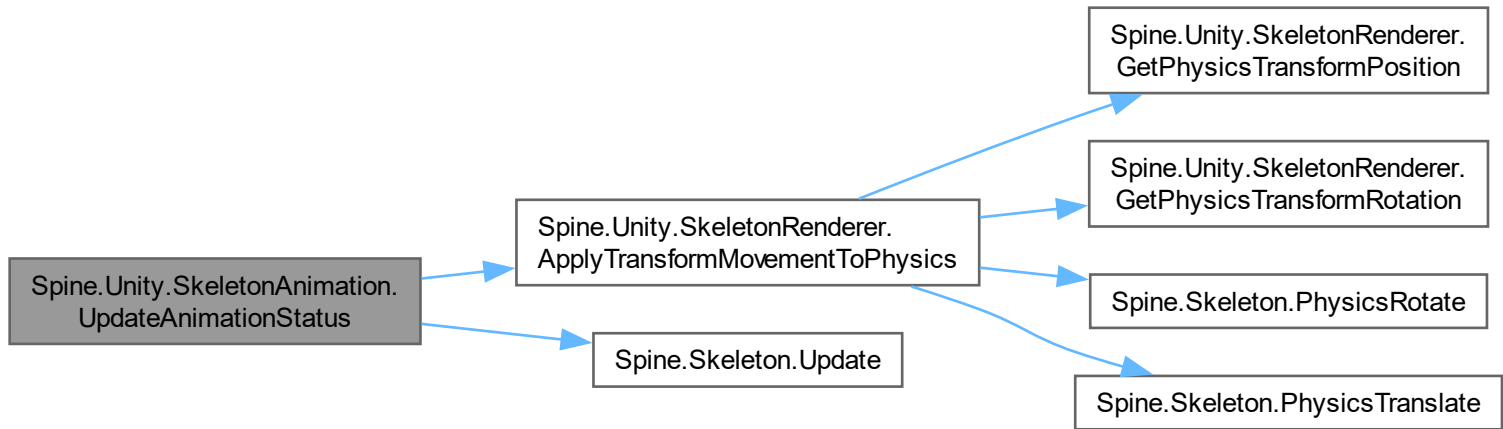 Spine.Unity.SkeletonAnimation.
UpdateAnimationStatus
Spine.Unity.SkeletonRenderer.
ApplyTransformMovementToPhysics
Spine.Skeleton.Update
Spine.Unity.SkeletonRenderer.
GetPhysicsTransformPosition
Spine.Unity.SkeletonRenderer.
GetPhysicsTransformRotation
Spine.Skeleton.PhysicsRotate
Spine.Skeleton.PhysicsTranslate